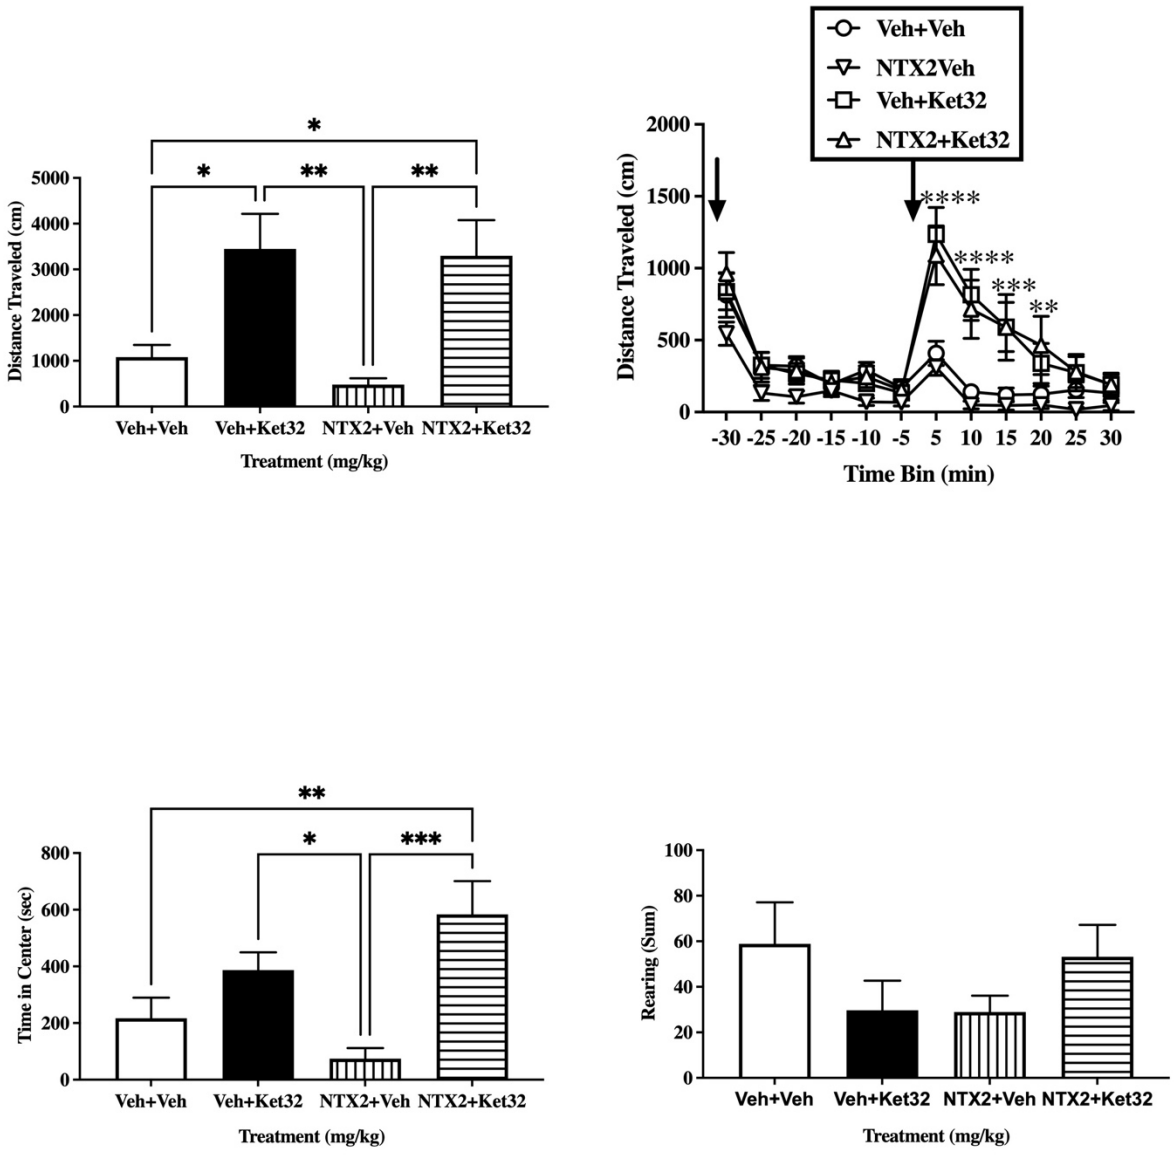 *
* ** **
5000
4000
3000
2000
1000
0
Distance Traveled (cm)
Veh+Veh Veh+Ket32 NTX2+Veh NTX2+Ket32
Treatment (mg/kg)
Veh+Veh
NTX2Veh
Veh+Ket32
NTX2+Ket32
2000
1500
1000
500
0
Distance Traveled (cm)
****
****
***
**
-30 -25 -20 -15 -10 -5 5 10 15 20 25 30
Time Bin (min)
**
* ***
800
600
400
200
0
Time in Center (sec)
Veh+Veh Veh+Ket32 NTX2+Veh NTX2+Ket32
Treatment (mg/kg)
100
80
60
40
20
0
Rearing (Sum)
Veh+Veh Veh+Ket32 NTX2+Veh NTX2+Ket32
Treatment (mg/kg)